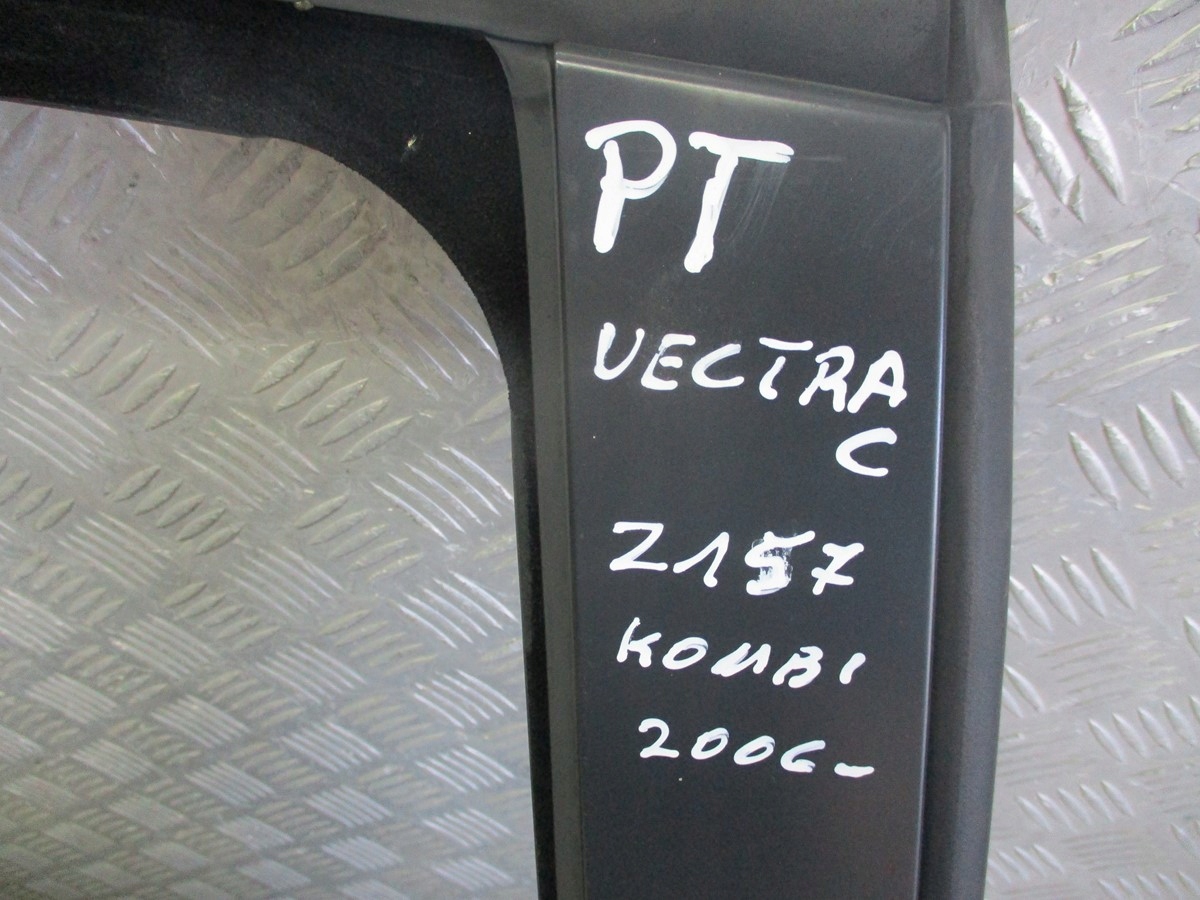 PT
VECTRA
C
Z157
KOMBI
2006-